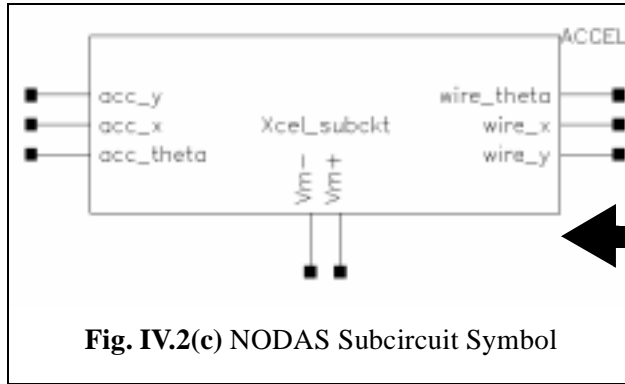 ACCEL
acc_y
wire_theta
acc_x
Xcel_subckt
wire_x
acc_theta
wire_y
Vm-
Vm+
Fig. IV.2(c) NODAS Subcircuit Symbol